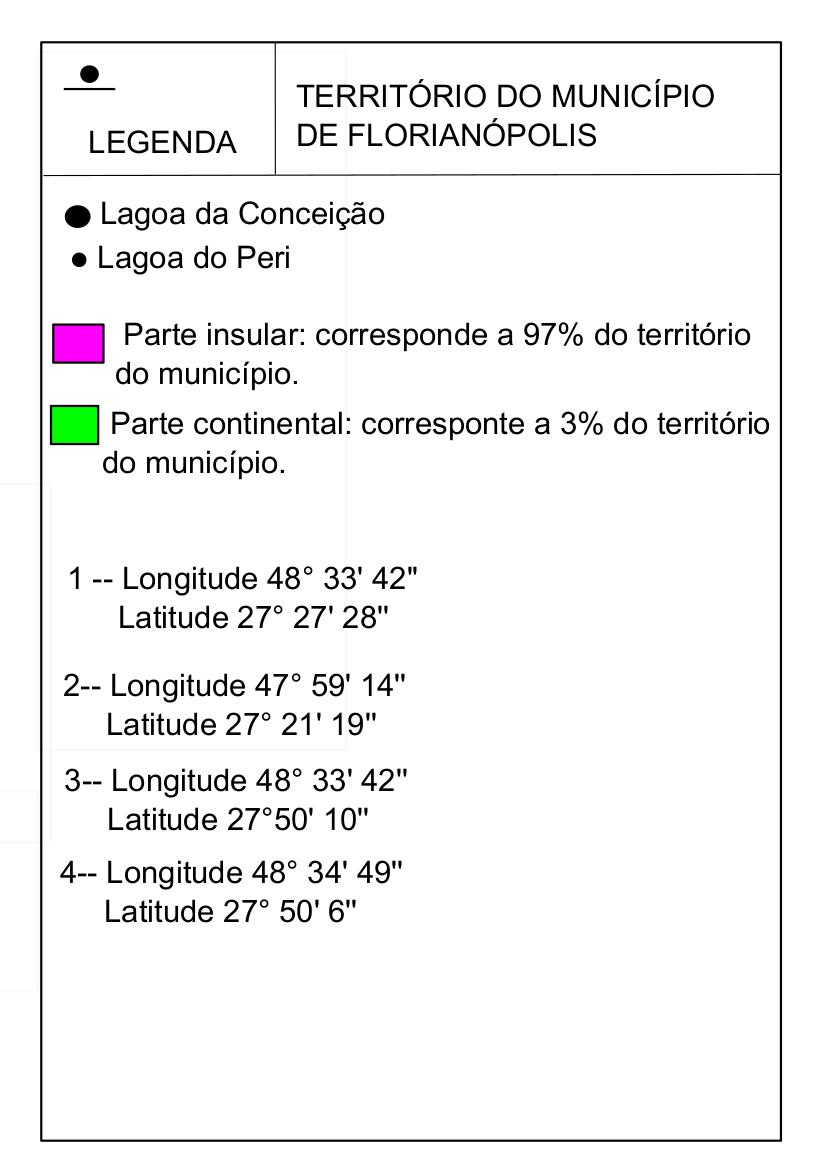 LEGENDA
TERRITÓRIO DO MUNICÍPIO
DE FLORIANÓPOLIS
Lagoa da Conceição
Lagoa do Peri
Parte insular: corresponde a 97% do território
do município.
Parte continental: corresponte a 3% do território
do município.
1 -- Longitude 48° 33' 42"
Latitude 27° 27' 28"
2-- Longitude 47° 59' 14"
Latitude 27° 21' 19"
3-- Longitude 48° 33' 42"
Latitude 27°50' 10"
4-- Longitude 48° 34' 49"
Latitude 27° 50' 6"